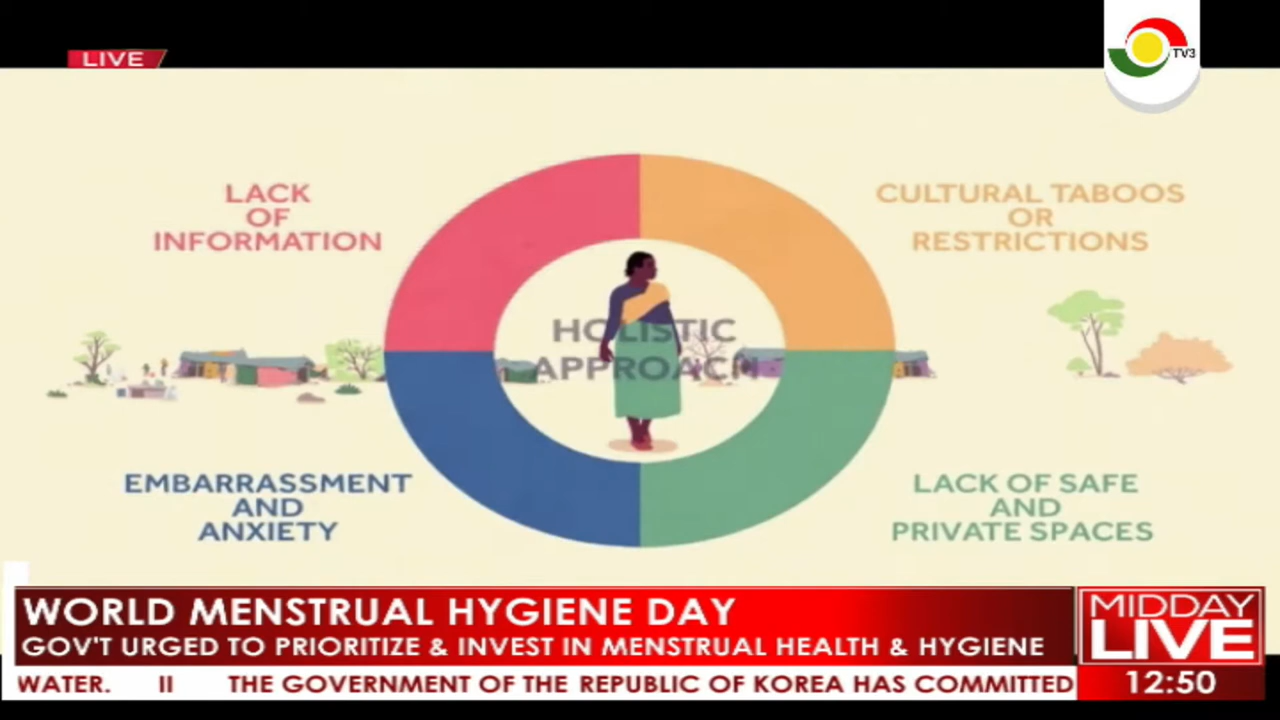 LIVE
TV3
LACK
OF
INFORMATION
CULTURAL TABOOS
OR
RESTRICTIONS
HOLISTIC
APPROACH
EMBARRASSMENT
AND
ANXIETY
LACK OF SAFE
AND
PRIVATE SPACES
WORLD MENSTRUAL HYGIENE DAY
GOV'T URGED TO PRIORITIZE & INVEST IN MENSTRUAL HEALTH & HYGIENE
MIDDAY
LIVE
WATER. II THE GOVERNMENT OF THE REPUBLIC OF KOREA HAS COMMITTED
12:50